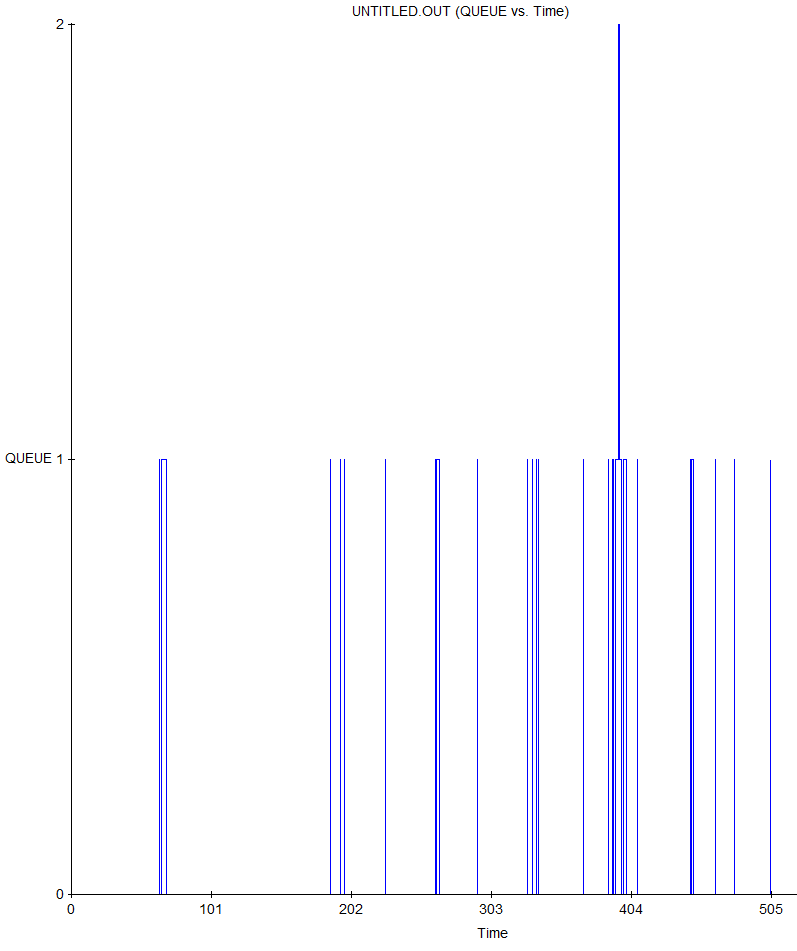 UNTITLED.OUT (QUEUE vs. Time)
2
QUEUE 1
0
0 101 202 303 404 505
Time